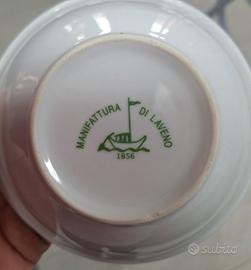 MANIFATTURA DI LAVENO
1856
subito